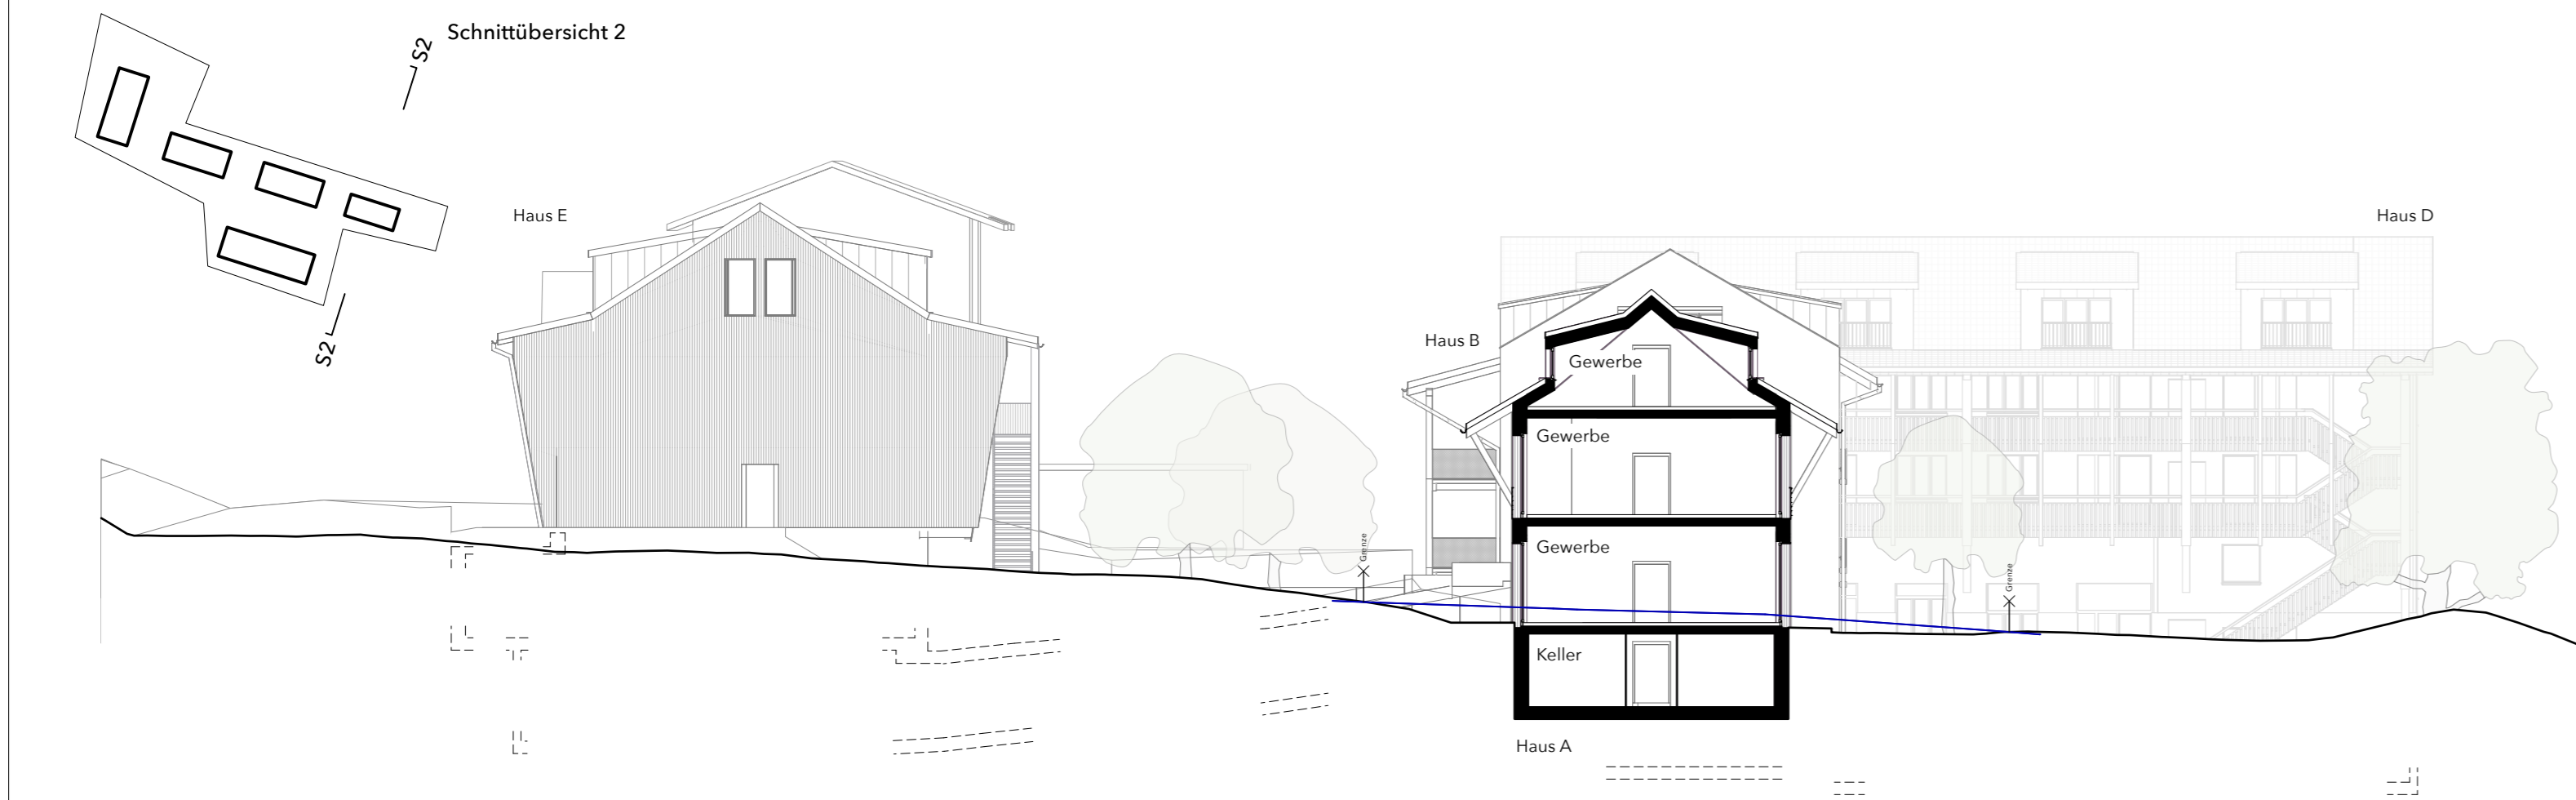 Schnittübersicht 2
S2
S2
Haus E
Haus D
Haus B
Gewerbe
Gewerbe
Gewerbe
Grenze
Grenze
Keller
Haus A